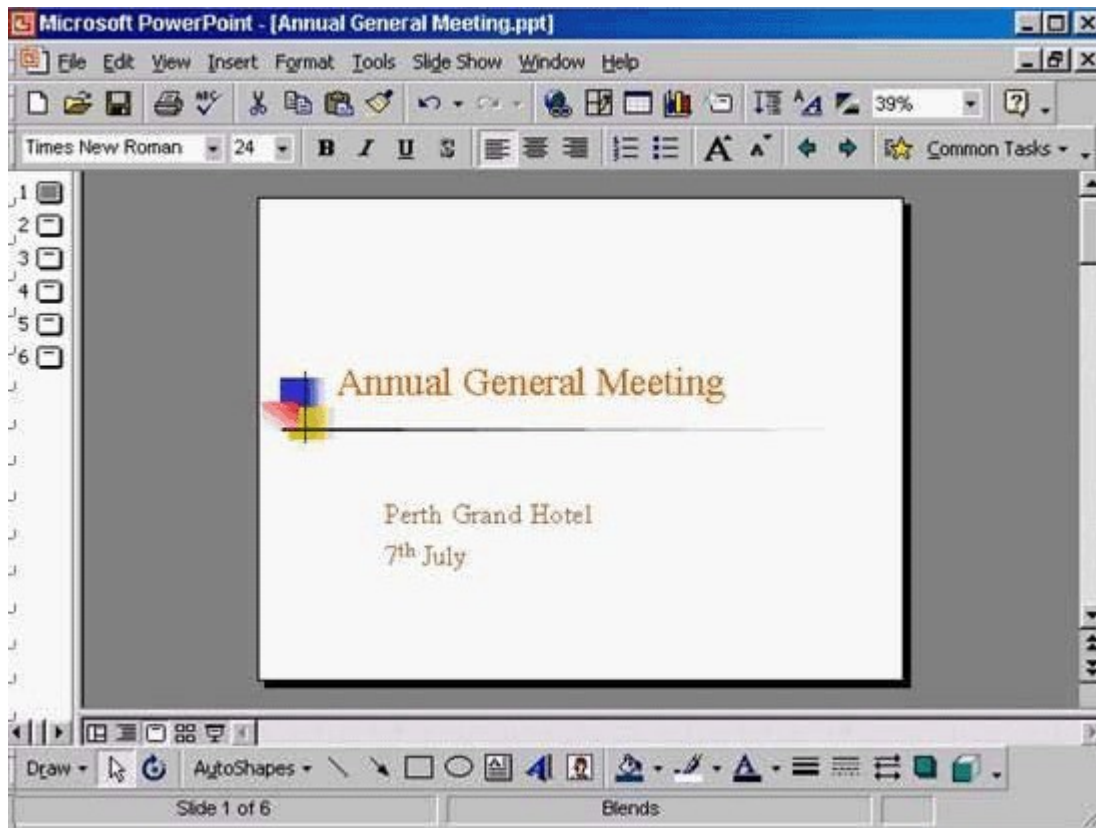 Microsoft PowerPoint - [Annual General Meeting.ppt]
File Edit View Insert Format Tools Slide Show Window Help
ABC 39%
Times New Roman 24 B I U S A A Common Tasks
1
2
3
4
5
6
Annual General Meeting
Perth Grand Hotel
7th July
Draw AutoShapes
Slide 1 of 6 Blends